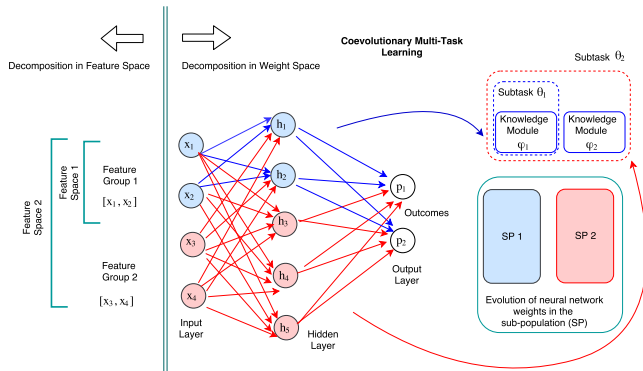 Decomposition in Feature Space
Decomposition in Weight Space
Coevolutionary Multi-Task
Learning
Feature Space 2
Feature
Space 1
Feature
Group 1
[x1, x2]
Feature
Group 2
[x3, x4]
x1
x2
x3
x4
Input
Layer
h1
h2
h3
h4
h5
Hidden
Layer
p1
Outcomes
p2
Output
Layer
Subtask θ2
Subtask θ1
Knowledge
Module
φ1
Knowledge
Module
φ2
SP 1
SP 2
Evolution of neural network
weights in the
sub-population (SP)